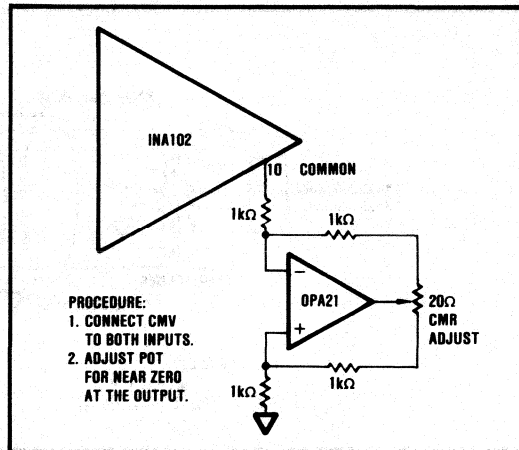 INA102
10 COMMON
1kΩ
1kΩ
−
OPA21
+
20Ω
CMR
ADJUST
1kΩ
1kΩ
PROCEDURE:
1. CONNECT CMV
TO BOTH INPUTS.
2. ADJUST POT
FOR NEAR ZERO
AT THE OUTPUT.